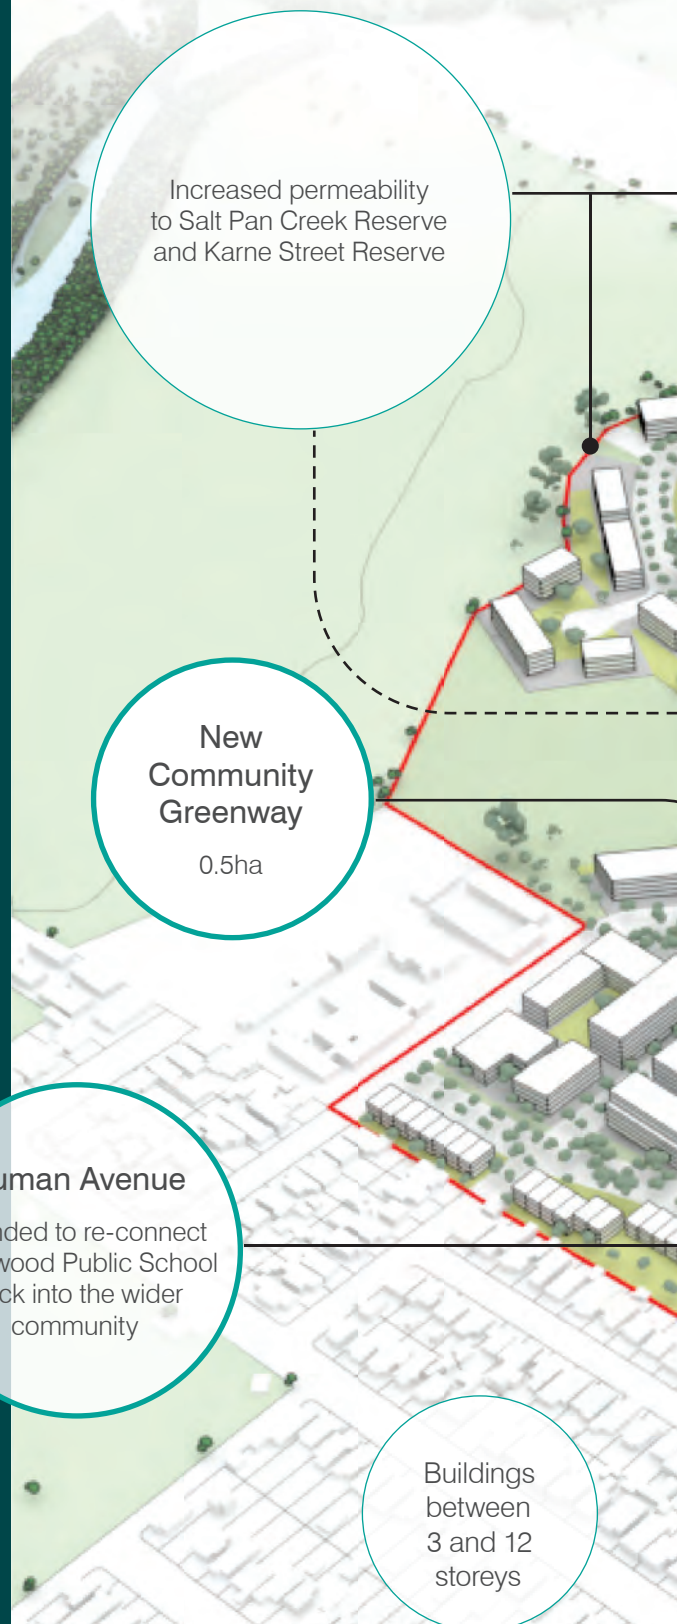 Increased permeability
to Salt Pan Creek Reserve
and Karne Street Reserve
New
Community
Greenway
0.5ha
Avenue
to re-connect
Public School
into the wider
community
Buildings
between
3 and 12
storeys